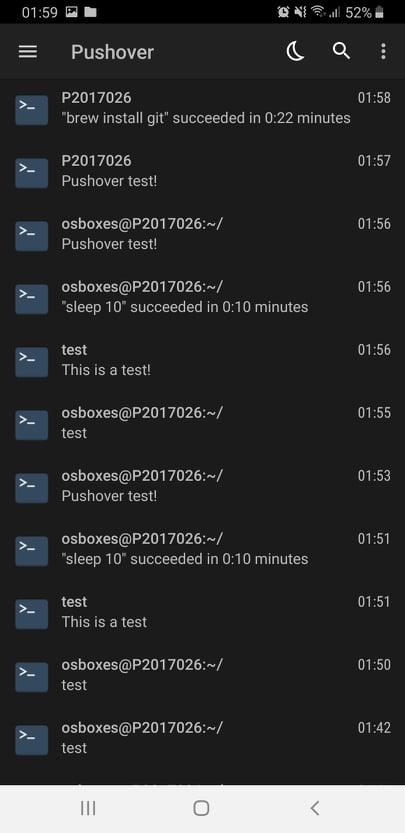 01:59
52%
Pushover
P2017026 01:58
"brew install git" succeeded in 0:22 minutes
P2017026 01:57
Pushover test!
osboxes@P2017026:~/ 01:56
Pushover test!
osboxes@P2017026:~/ 01:56
"sleep 10" succeeded in 0:10 minutes
test 01:56
This is a test!
osboxes@P2017026:~/ 01:55
test
osboxes@P2017026:~/ 01:53
Pushover test!
osboxes@P2017026:~/ 01:51
"sleep 10" succeeded in 0:10 minutes
test 01:51
This is a test
osboxes@P2017026:~/ 01:50
test
osboxes@P2017026:~/ 01:42
test